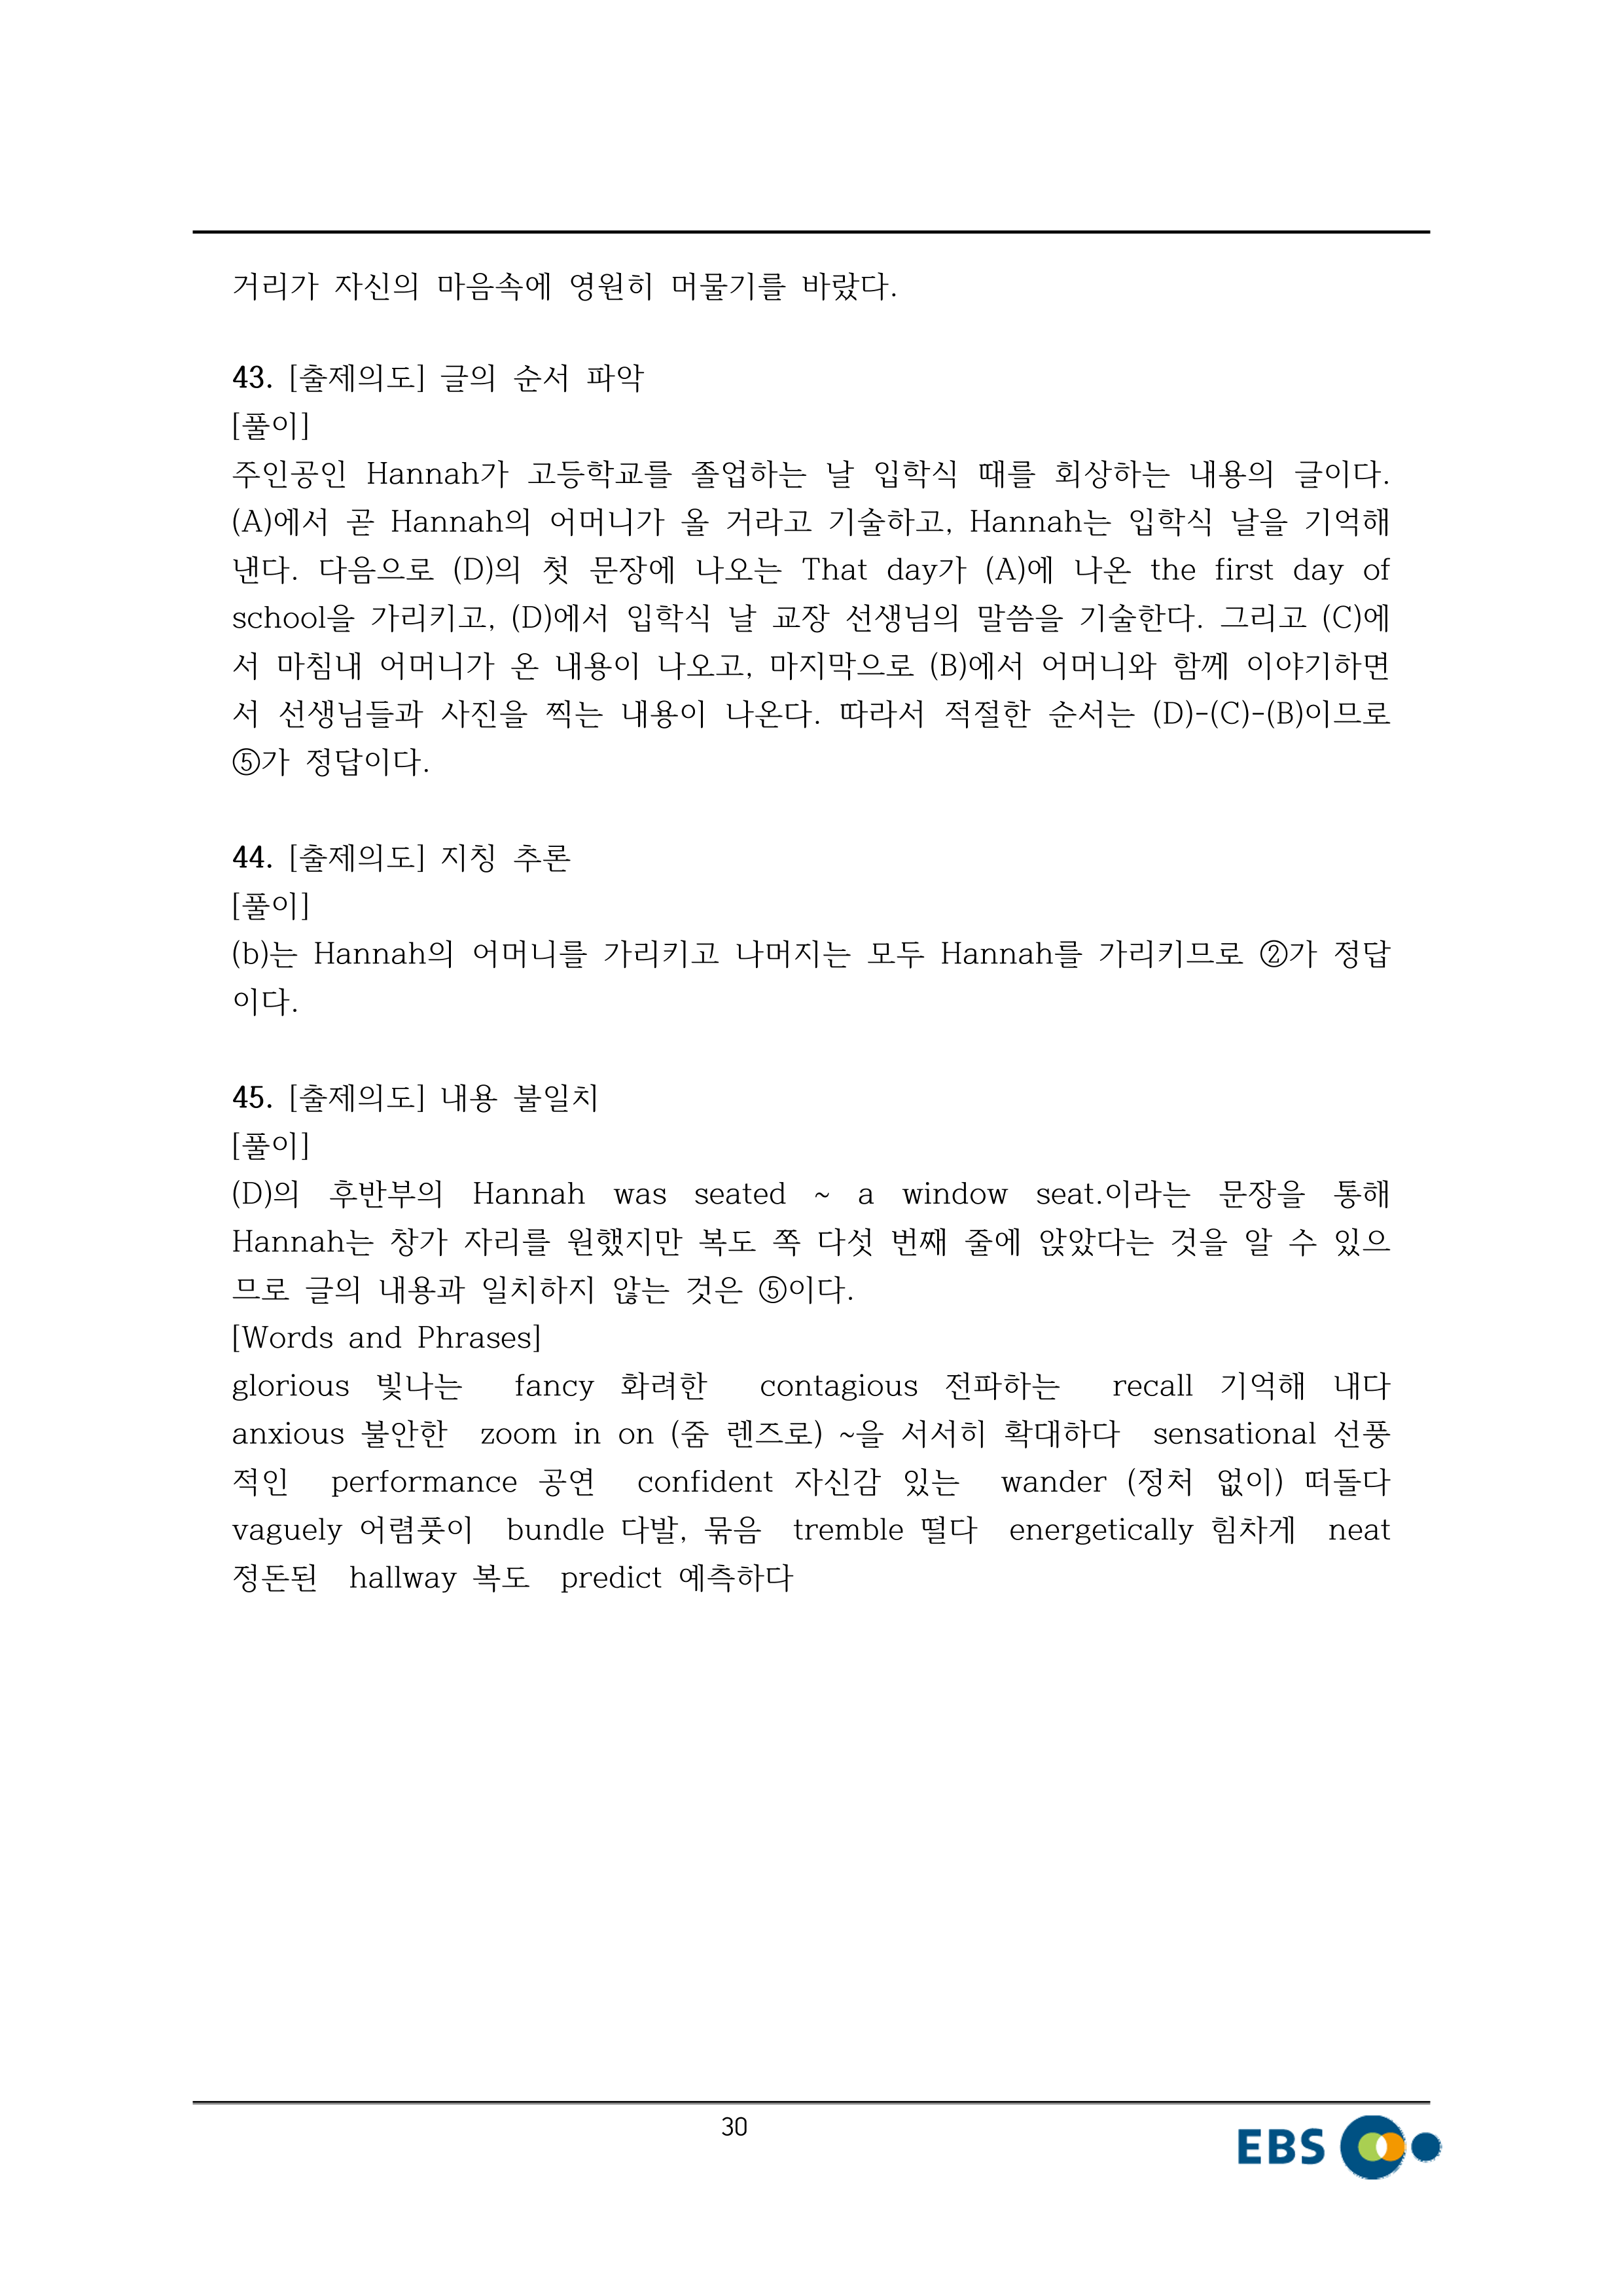 거리가 자신의 마음속에 영원히 머물기를 바랐다.
43. [출제의도] 글의 순서 파악
[풀이]
주인공인 Hannah가 고등학교를 졸업하는 날 입학식 때를 회상하는 내용의 글이다.
(A)에서 곧 Hannah의 어머니가 올 거라고 기술하고, Hannah는 입학식 날을 기억해
낸다. 다음으로 (D)의 첫 문장에 나오는 That day가 (A)에 나온 the first day of
school을 가리키고, (D)에서 입학식 날 교장 선생님의 말씀을 기술한다. 그리고 (C)에
서 마침내 어머니가 온 내용이 나오고, 마지막으로 (B)에서 어머니와 함께 이야기하면
서 선생님들과 사진을 찍는 내용이 나온다. 따라서 적절한 순서는 (D)-(C)-(B)이므로
⑤가 정답이다.
44. [출제의도] 지칭 추론
[풀이]
(b)는 Hannah의 어머니를 가리키고 나머지는 모두 Hannah를 가리키므로 ②가 정답
이다.
45. [출제의도] 내용 불일치
[풀이]
(D)의 후반부의 Hannah was seated ~ a window seat.이라는 문장을 통해
Hannah는 창가 자리를 원했지만 복도 쪽 다섯 번째 줄에 앉았다는 것을 알 수 있으
므로 글의 내용과 일치하지 않는 것은 ⑤이다.
[Words and Phrases]
glorious 빛나는 fancy 화려한 contagious 전파하는 recall 기억해 내다
anxious 불안한 zoom in on (줌 렌즈로) ~을 서서히 확대하다 sensational 선풍
적인 performance 공연 confident 자신감 있는 wander (정처 없이) 떠돌다
vaguely 어렴풋이 bundle 다발, 묶음 tremble 떨다 energetically 힘차게 neat
정돈된 hallway 복도 predict 예측하다
30
EBS